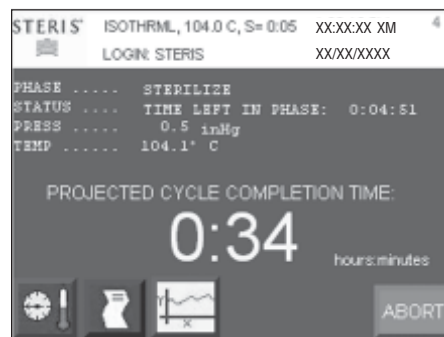 STERIS ISOTHRML, 104.0 C, S= 0:05 XX:XX:XX XM 4
LOGIN: STERIS XX/XX/XXXX
PHASE ..... STERILIZE
STATUS .... TIME LEFT IN PHASE: 0:04:51
PRESS ..... 0.5 inHg
TEMP ...... 104.1° C
PROJECTED CYCLE COMPLETION TIME:
0:34
hours:minutes
X
ABORT